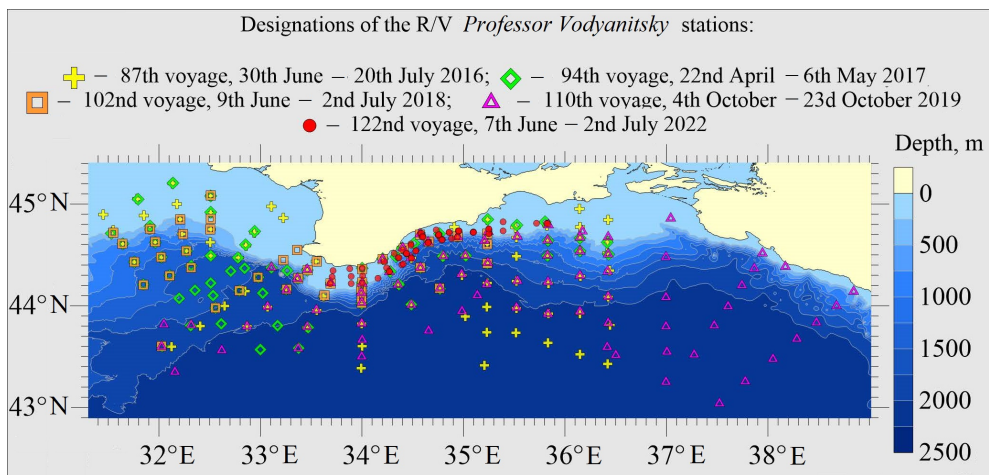 Designations of the R/V Professor Vodyanitsky stations:
– 87th voyage, 30th June – 20th July 2016; – 94th voyage, 22nd April – 6th May 2017
– 102nd voyage, 9th June – 2nd July 2018; – 110th voyage, 4th October – 23d October 2019
– 122nd voyage, 7th June – 2nd July 2022
Depth, m
45°N
44°N
43°N
0
500
1000
1500
2000
2500
32°E 33°E 34°E 35°E 36°E 37°E 38°E